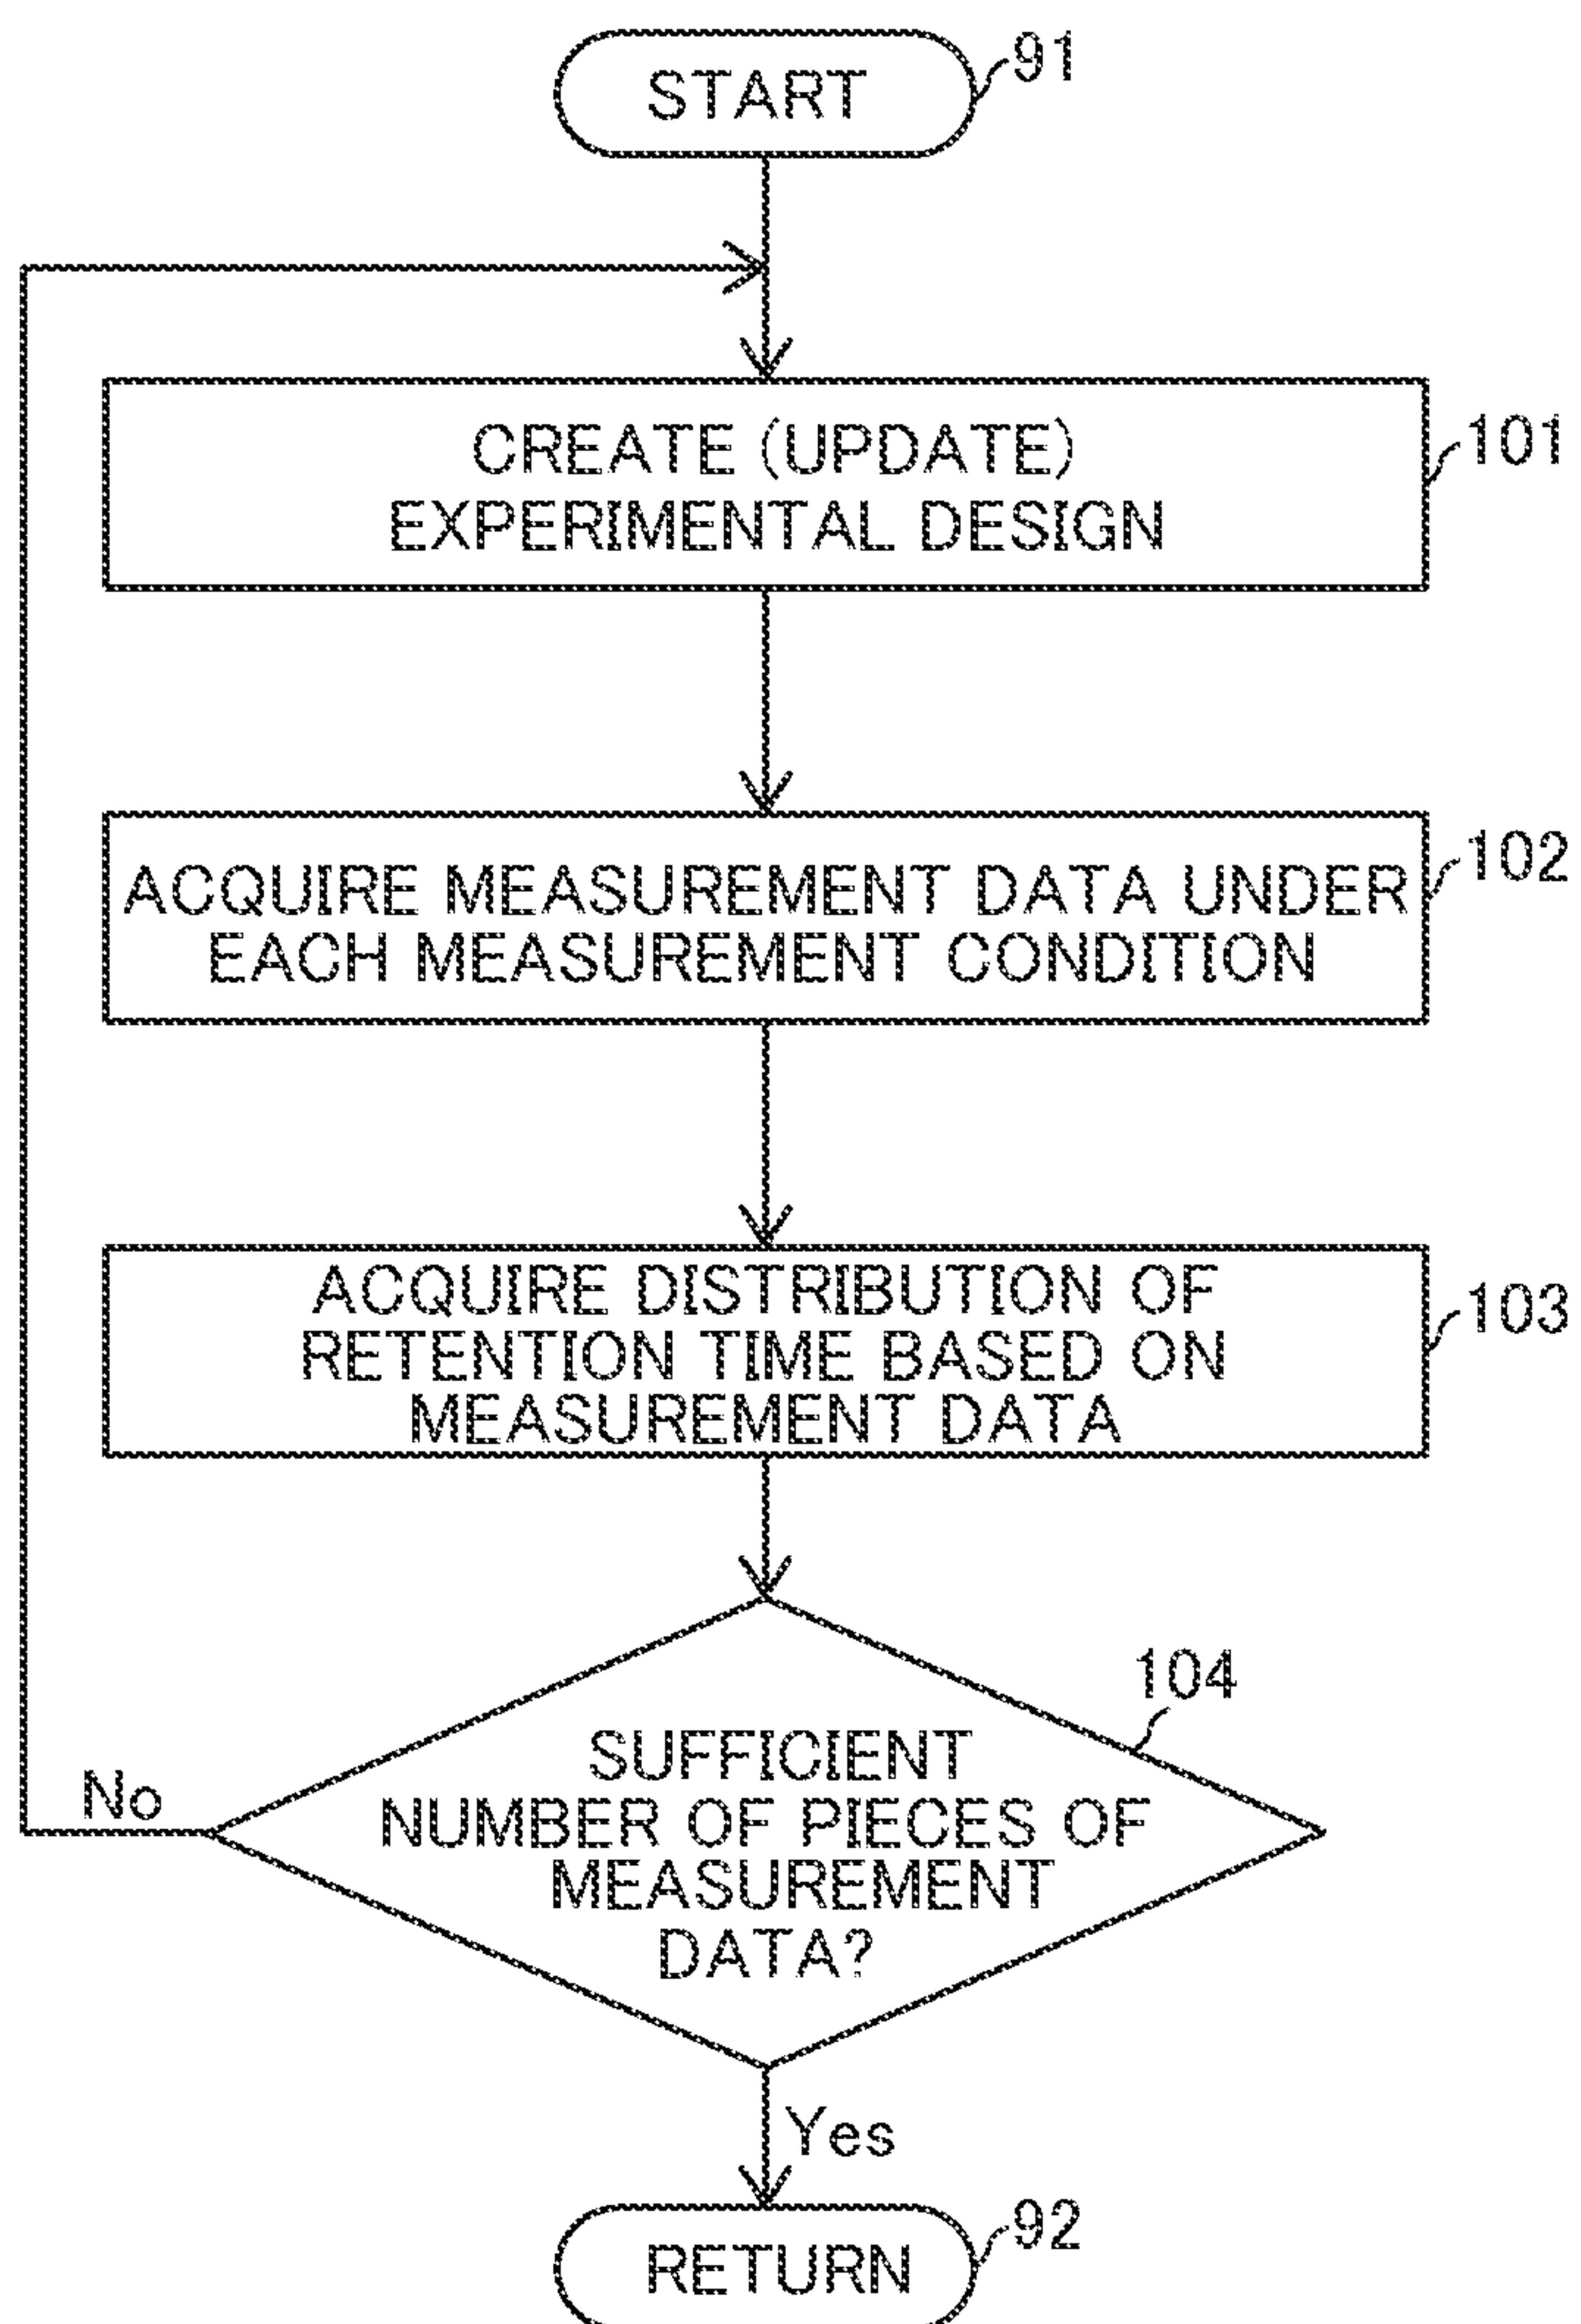 START
91
CREATE (UPDATE)
EXPERIMENTAL DESIGN
101
ACQUIRE MEASUREMENT DATA UNDER
EACH MEASUREMENT CONDITION
102
ACQUIRE DISTRIBUTION OF
RETENTION TIME BASED ON
MEASUREMENT DATA
103
104
SUFFICIENT
NUMBER OF PIECES OF
MEASUREMENT
DATA?
No
Yes
RETURN
92